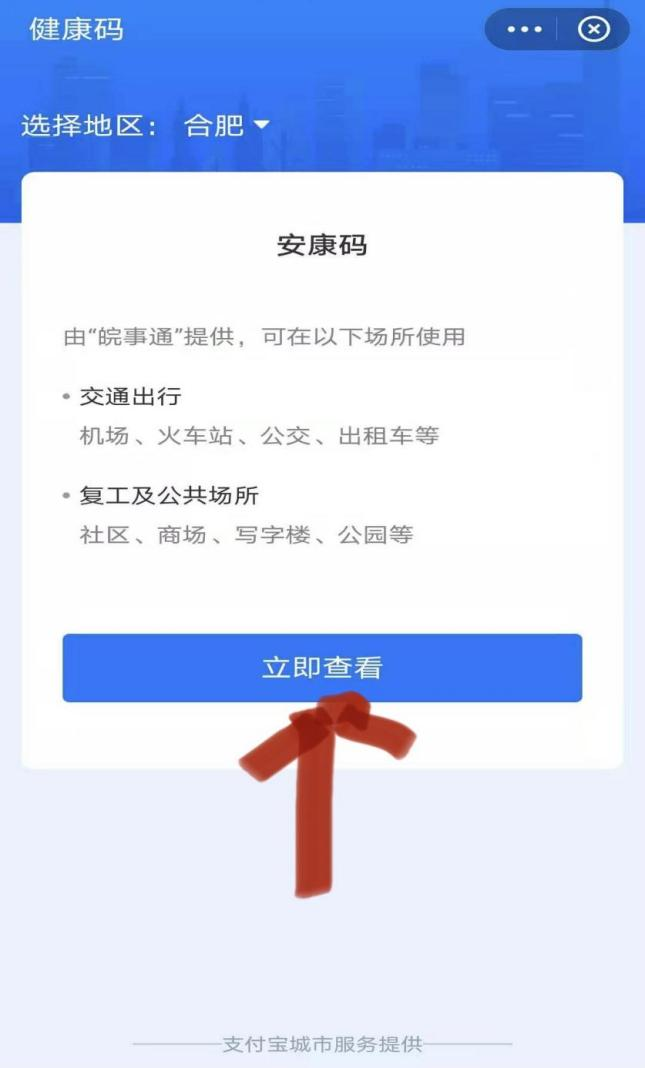 健康码
选择地区： 合肥
安康码
由“皖事通”提供，可在以下场所使用
• 交通出行
机场、火车站、公交、出租车等
• 复工及公共场所
社区、商场、写字楼、公园等
立即查看
支付宝城市服务提供